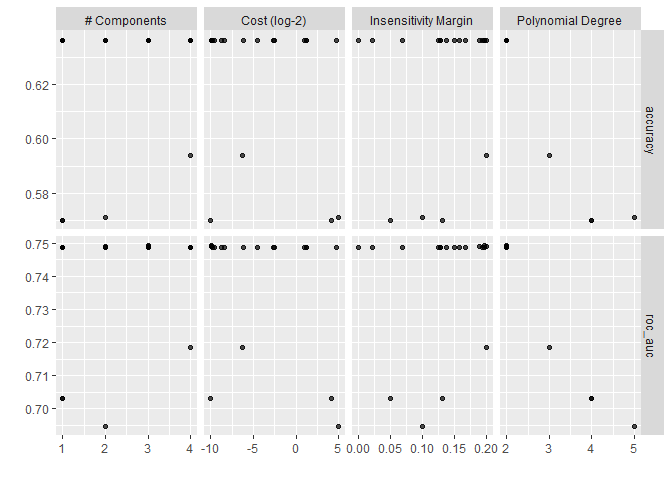 # Components Cost (log-2) Insensitivity Margin Polynomial Degree
0.62
0.60
0.58
accuracy
0.75
0.74
0.73
0.72
0.71
0.70
roc_auc
1 2 3 4 -10 -5 0 5 0.00 0.05 0.10 0.15 0.20 2 3 4 5